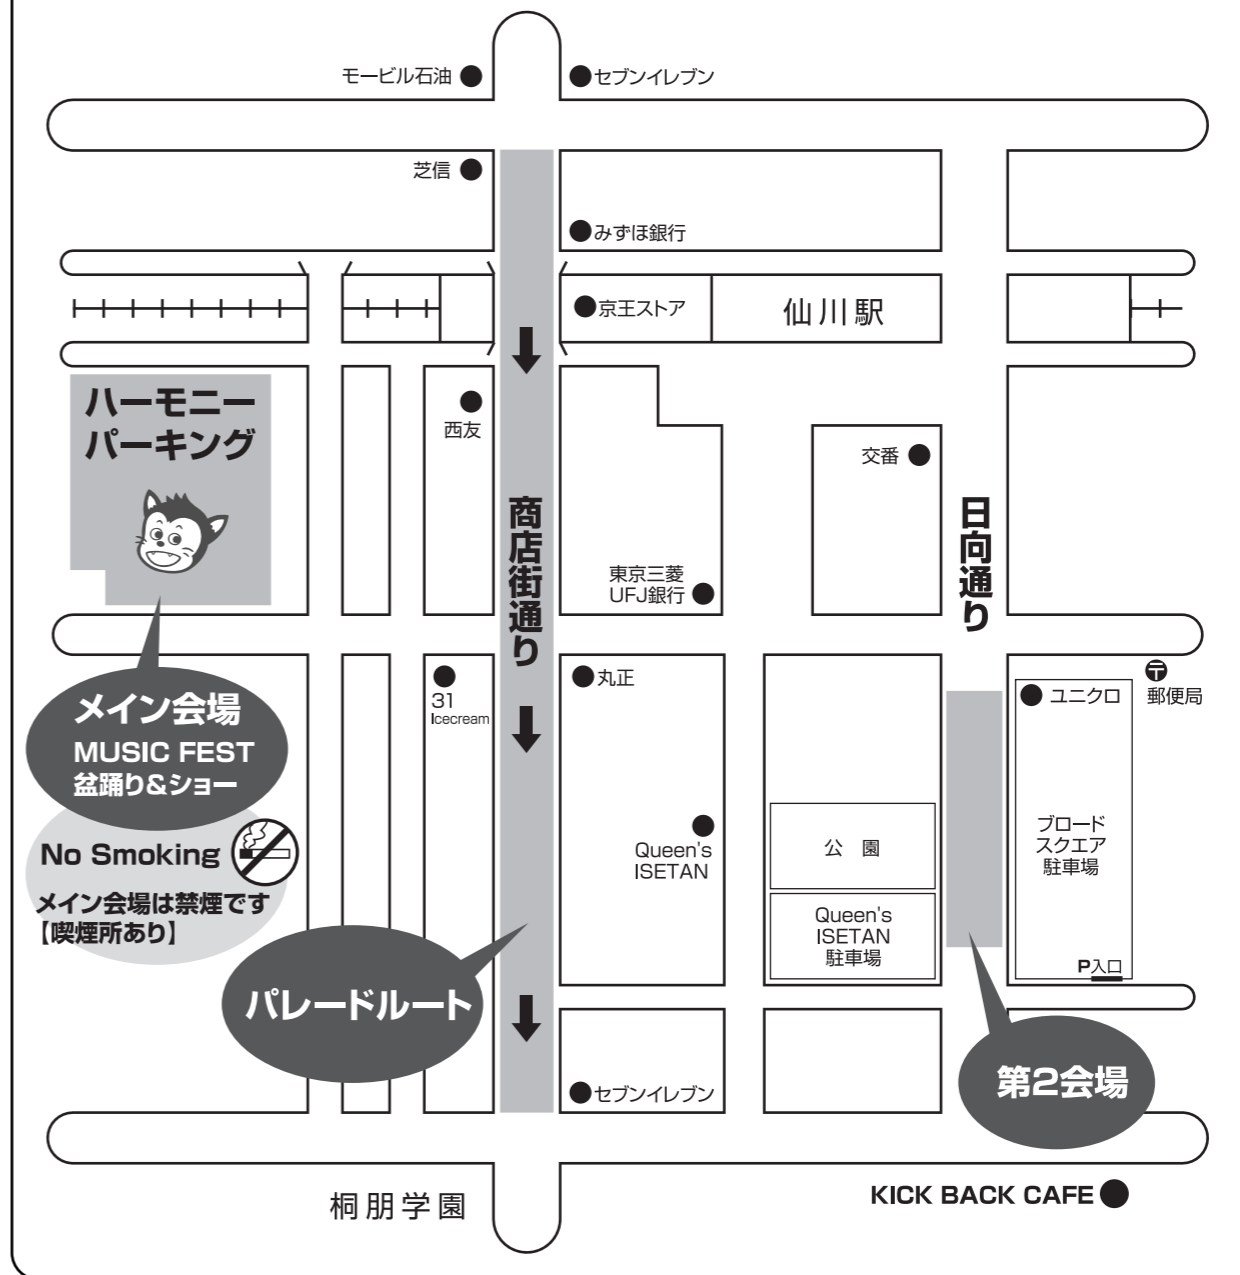 モービル石油
セブンイレブン
芝信
みずほ銀行
京王ストア
仙川駅
ハーモニー
パーキング
西友
交番
商店街通り
日向通り
東京三菱
UFJ銀行
メイン会場
MUSIC FEST
盆踊り&ショー
31
Icecream
丸正
ユニクロ
〒
郵便局
No Smoking
メイン会場は禁煙です
【喫煙所あり】
Queen's
ISETAN
公 園
Queen's
ISETAN
駐車場
ブロード
スクエア
駐車場
P入口
パレードルート
第2会場
セブンイレブン
桐朋学園
KICK BACK CAFE